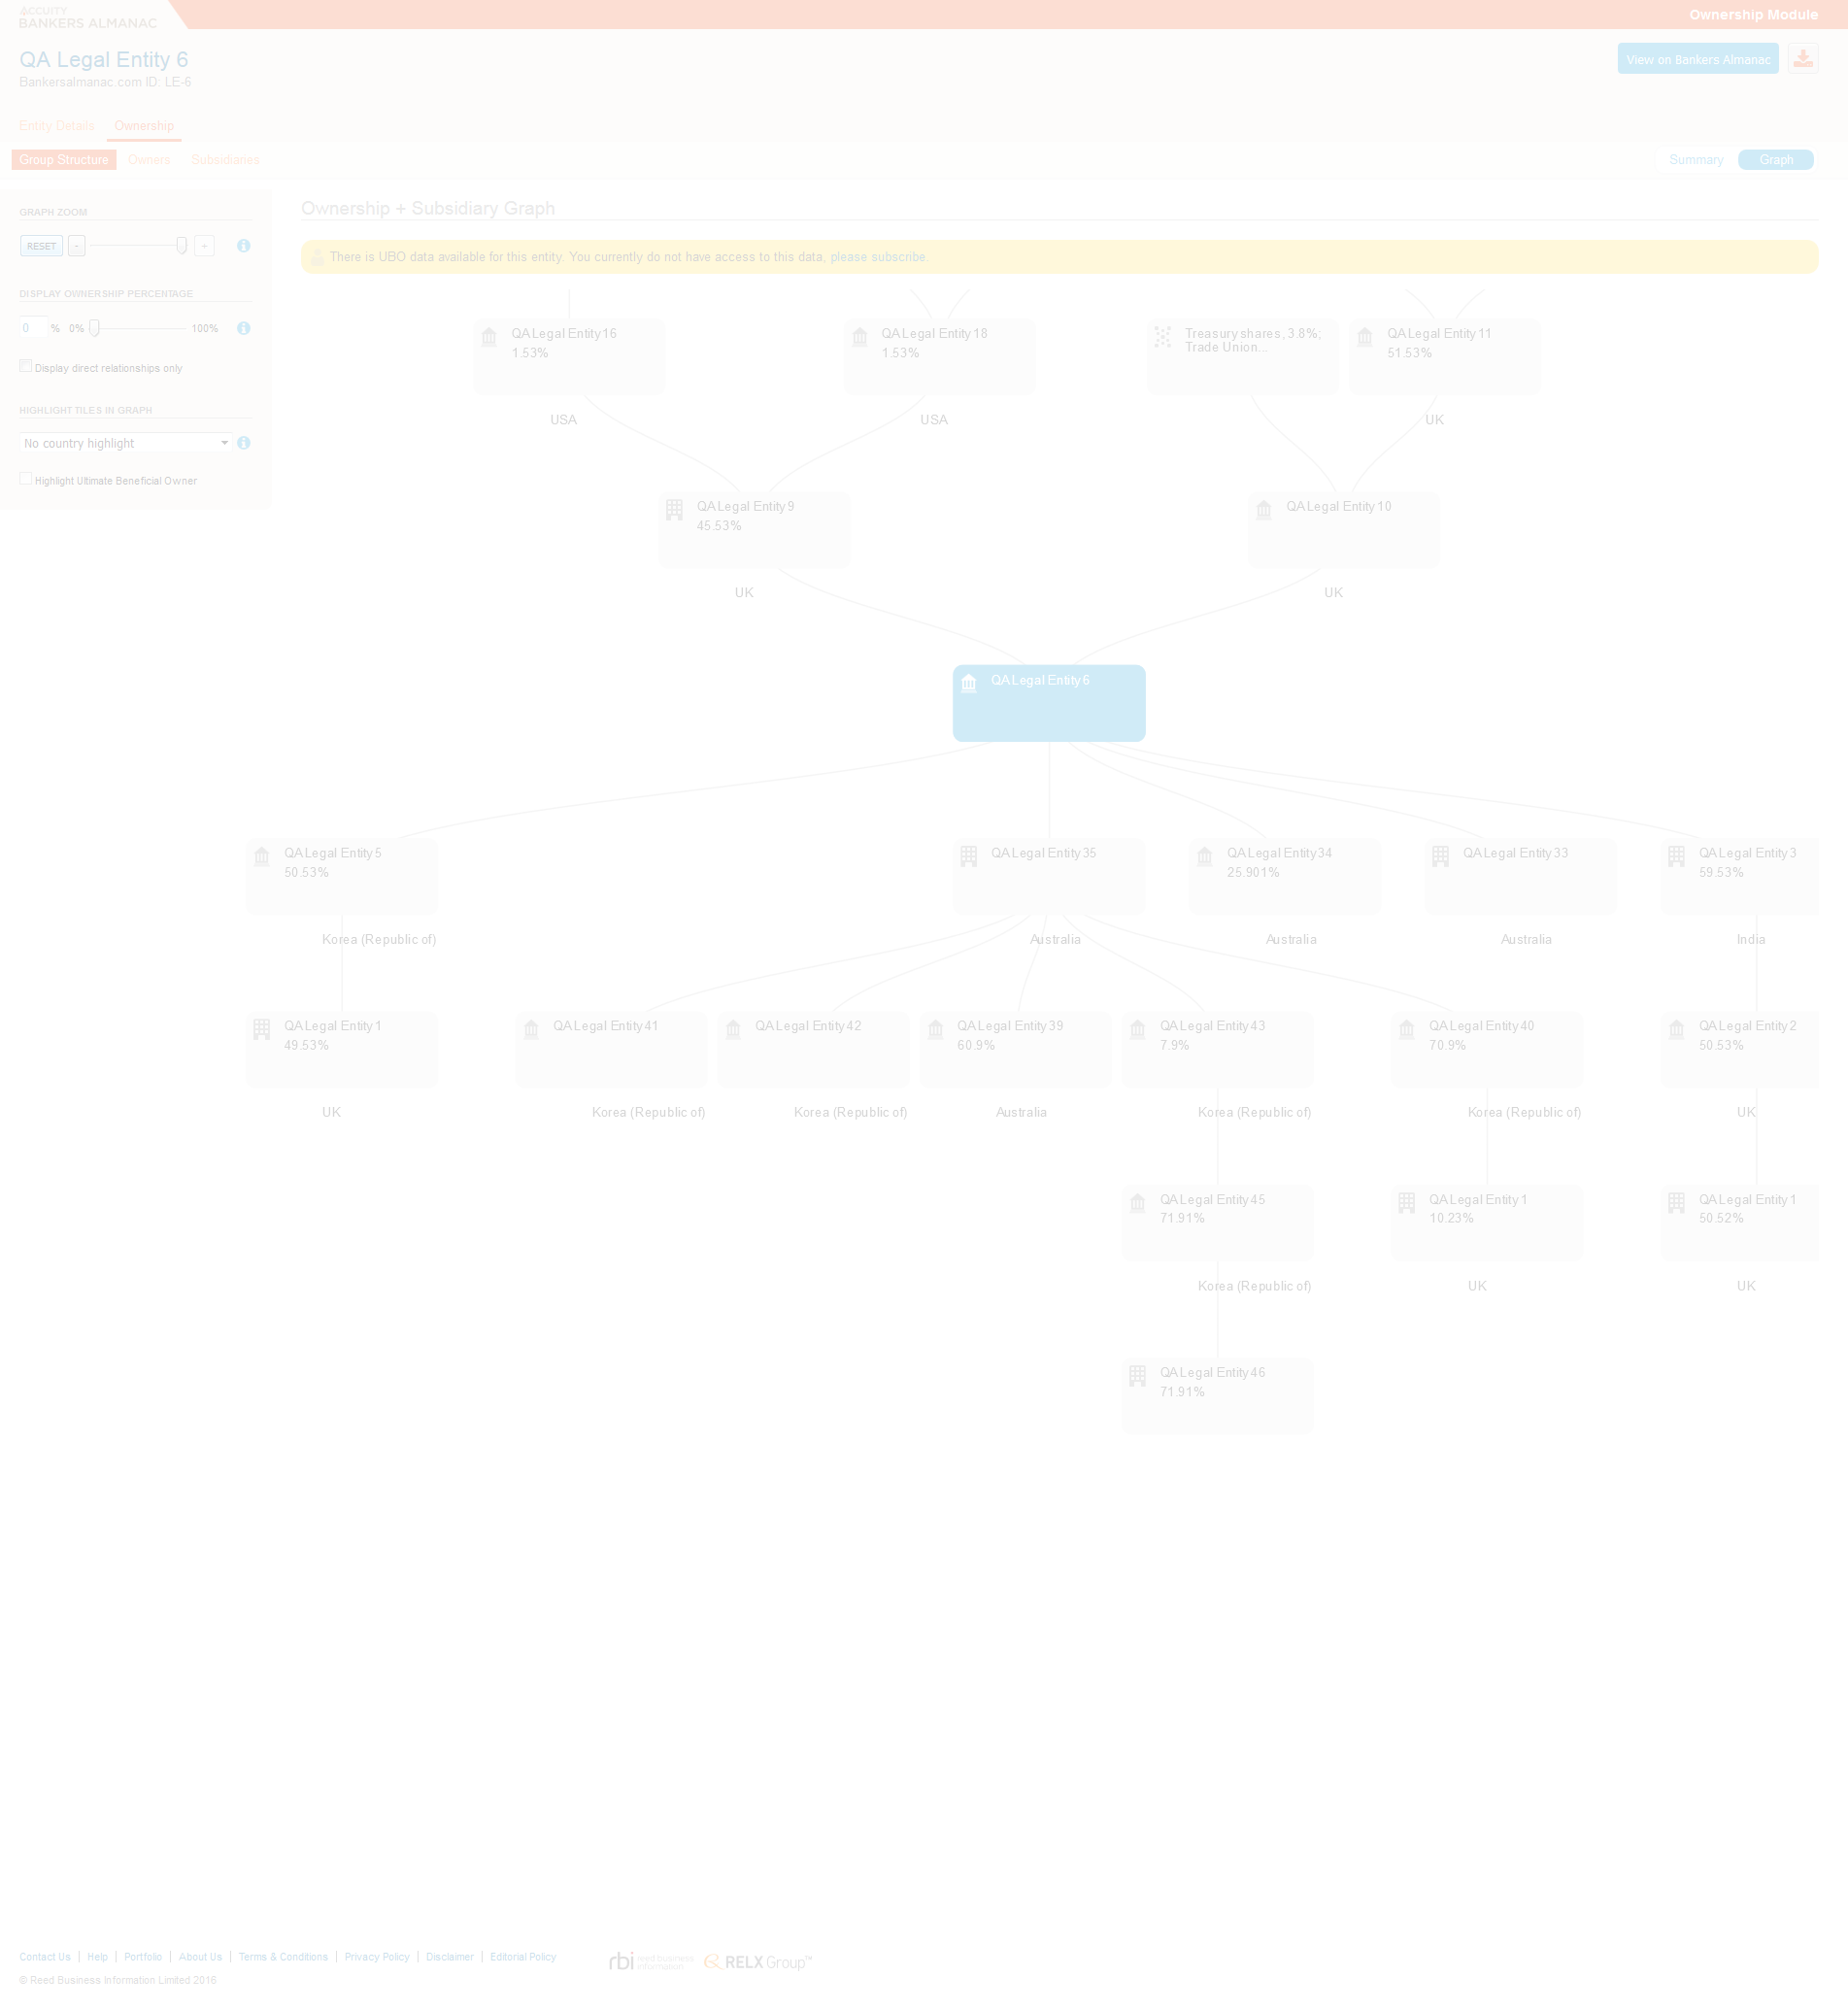 ACCUITY
BANKERS ALMANAC
Ownership Module
QA Legal Entity 6
Bankersalmanac.com ID: LE-6
View on Bankers Almanac
Entity Details
Ownership
Group Structure
Owners
Subsidiaries
Summary
Graph
GRAPH ZOOM
RESET
-
+
DISPLAY OWNERSHIP PERCENTAGE
0 % 0% 100%
Display direct relationships only
HIGHLIGHT TILES IN GRAPH
No country highlight
Highlight Ultimate Beneficial Owner
Ownership + Subsidiary Graph
There is UBO data available for this entity. You currently do not have access to this data, please subscribe.
QA Legal Entity 16
1.53%
USA
QA Legal Entity 18
1.53%
USA
Treasury shares, 3.8%;
Trade Union...
QA Legal Entity 11
51.53%
UK
QA Legal Entity 9
45.53%
UK
QA Legal Entity 10
UK
QA Legal Entity 6
QA Legal Entity 5
50.53%
Korea (Republic of)
QA Legal Entity 35
Australia
QA Legal Entity 34
25.901%
Australia
QA Legal Entity 33
Australia
QA Legal Entity 3
59.53%
India
QA Legal Entity 1
49.53%
UK
QA Legal Entity 41
Korea (Republic of)
QA Legal Entity 42
Korea (Republic of)
QA Legal Entity 39
60.9%
Australia
QA Legal Entity 43
7.9%
Korea (Republic of)
QA Legal Entity 40
70.9%
Korea (Republic of)
QA Legal Entity 2
50.53%
UK
QA Legal Entity 45
71.91%
Korea (Republic of)
QA Legal Entity 1
10.23%
UK
QA Legal Entity 1
50.52%
UK
QA Legal Entity 46
71.91%
Contact Us | Help | Portfolio | About Us | Terms & Conditions | Privacy Policy | Disclaimer | Editorial Policy
rbi reed business
information
RELX Group™
© Reed Business Information Limited 2016